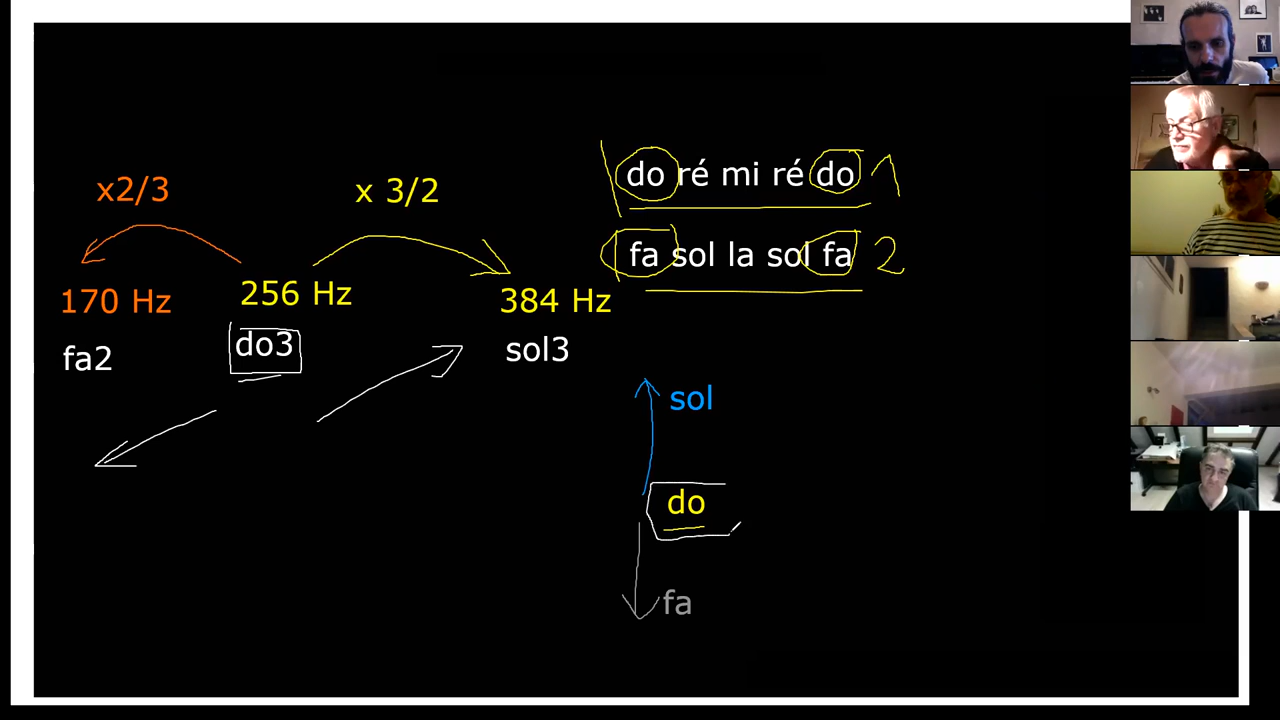 x2/3
x 3/2
170 Hz
256 Hz
384 Hz
fa2
do3
sol3
do ré mi ré do 1
fa sol la sol fa 2
sol
do
fa